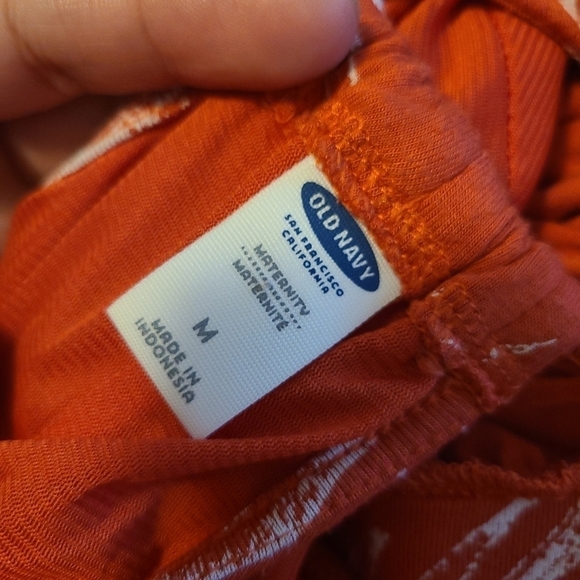 OLD NAVY
SAN FRANCISCO
CALIFORNIA
MATERNITY
MATERNITÉ
M
MADE IN
INDONESIA